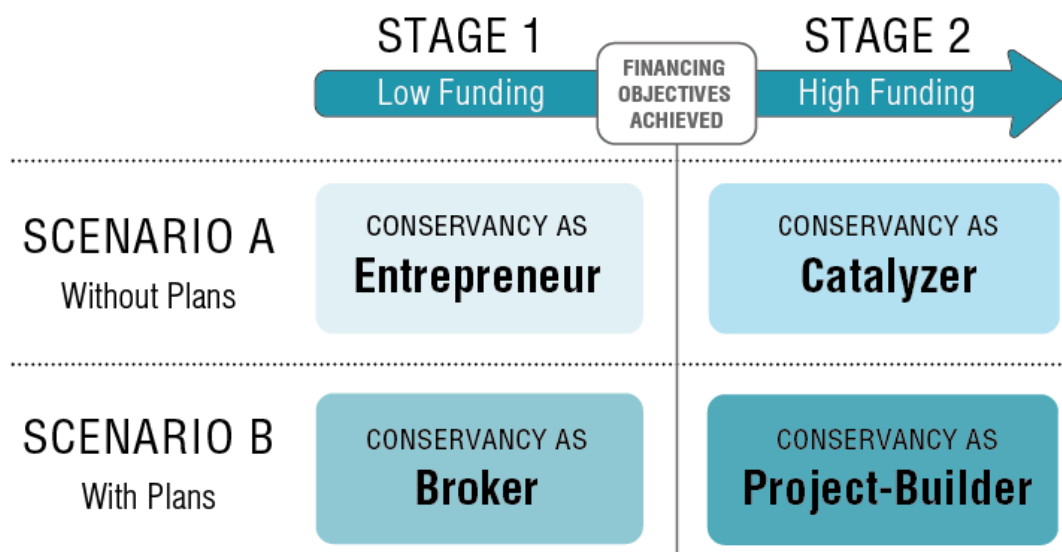 STAGE 1
STAGE 2
Low Funding
FINANCING
OBJECTIVES
ACHIEVED
High Funding
SCENARIO A
Without Plans
CONSERVANCY AS
Entrepreneur
CONSERVANCY AS
Catalyzer
SCENARIO B
With Plans
CONSERVANCY AS
Broker
CONSERVANCY AS
Project-Builder